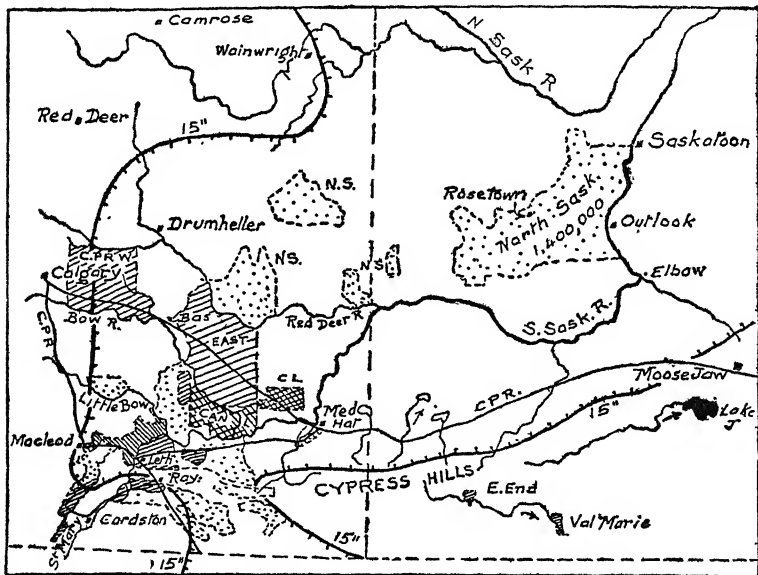 Camrose
Wainwright
N Sask R
Red Deer
15"
Saskatoon
N.S.
Rosetown
North Sask.
1,400,000
Drumheller
Outlook
C.P.R.W.
NS.
N.S
Calgary
Elbow
Bow R.
Bas
Red Deer R
S. Sask. R.
C.P.R
EAST
C L
Moose Jaw
Little Bow
CAN
Med
Hat
C.P.R.
15"
Lake
J
Macleod
Leth
Ray.
CYPRESS HILLS
E. End
Cardston
Val Marie
St. Mary
15"
15"